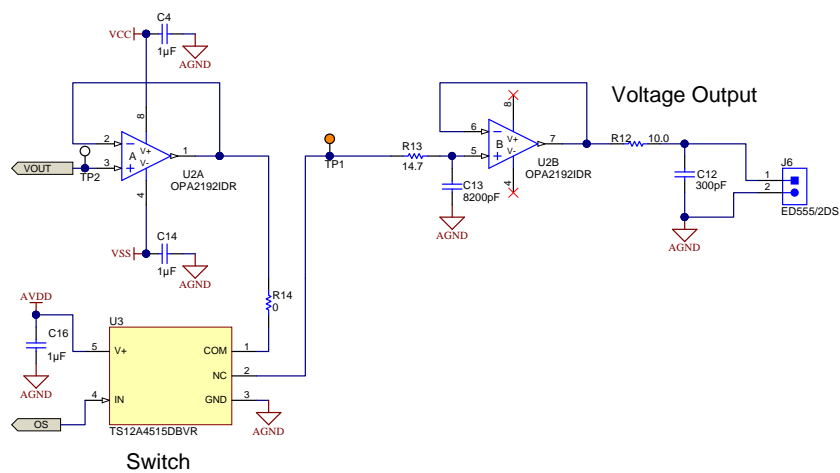 C4
VCC
1µF
AGND
8
2
A
V+
V-
1
3
VOUT
TP2
U2A
OPA2192IDR
4
C14
VSS
1µF
AGND
R14
0
AVDD
C16
1µF
AGND
U3
5
V+
COM
1
NC
2
4
IN
GND
3
AGND
OS
TS12A4515DBVR
Switch
TP1
R13
14.7
C13
8200pF
AGND
8
6
B
V+
V-
7
5
4
U2B
OPA2192IDR
Voltage Output
R12
10.0
C12
300pF
AGND
J6
1
2
ED555/2DS